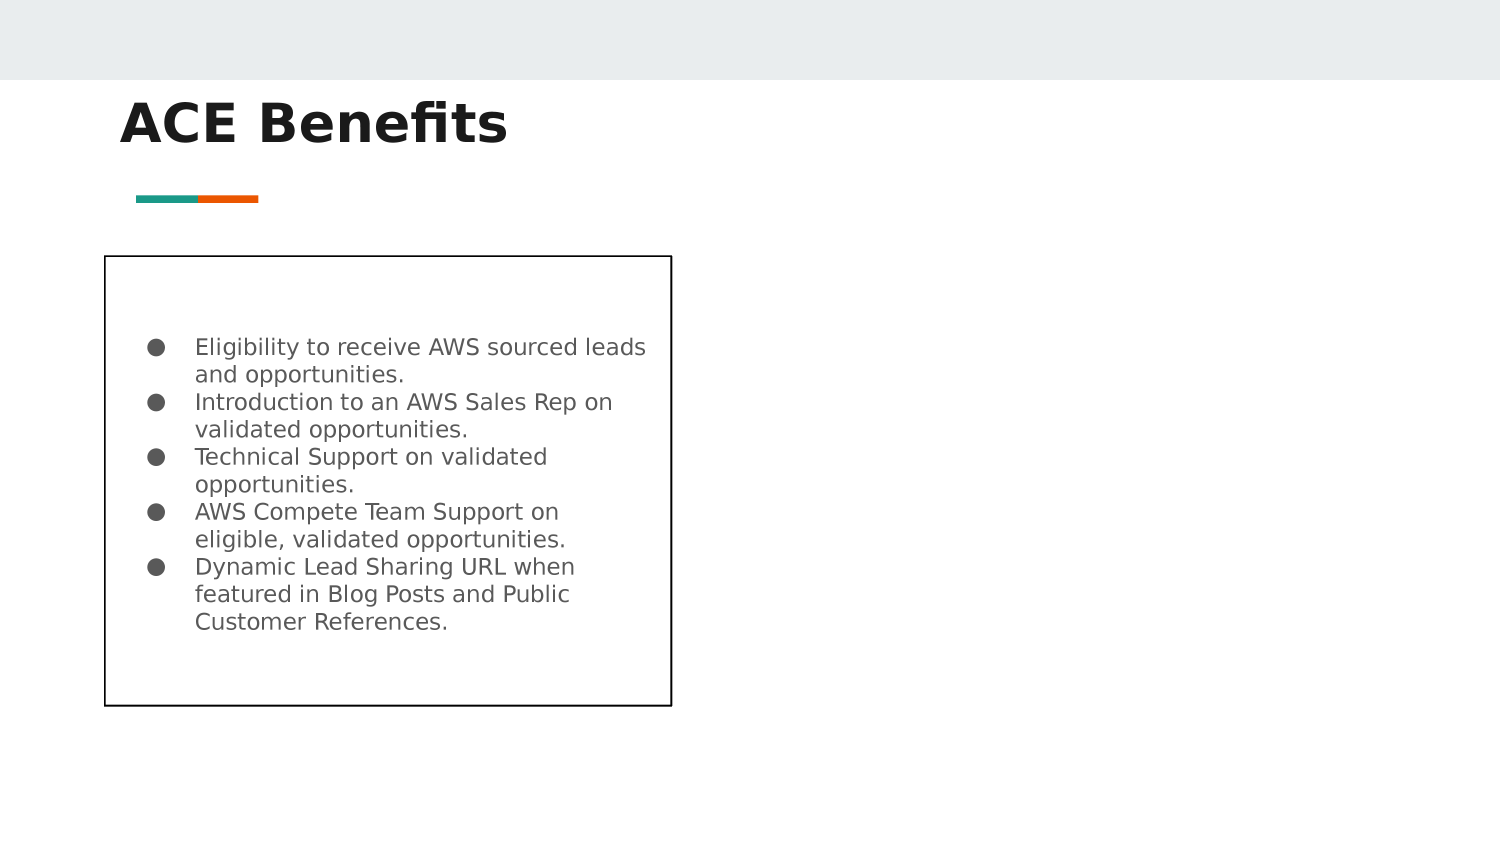 ACE Benefits
● Eligibility to receive AWS sourced leads
and opportunities.
● Introduction to an AWS Sales Rep on
validated opportunities.
● Technical Support on validated
opportunities.
● AWS Compete Team Support on
eligible, validated opportunities.
● Dynamic Lead Sharing URL when
featured in Blog Posts and Public
Customer References.